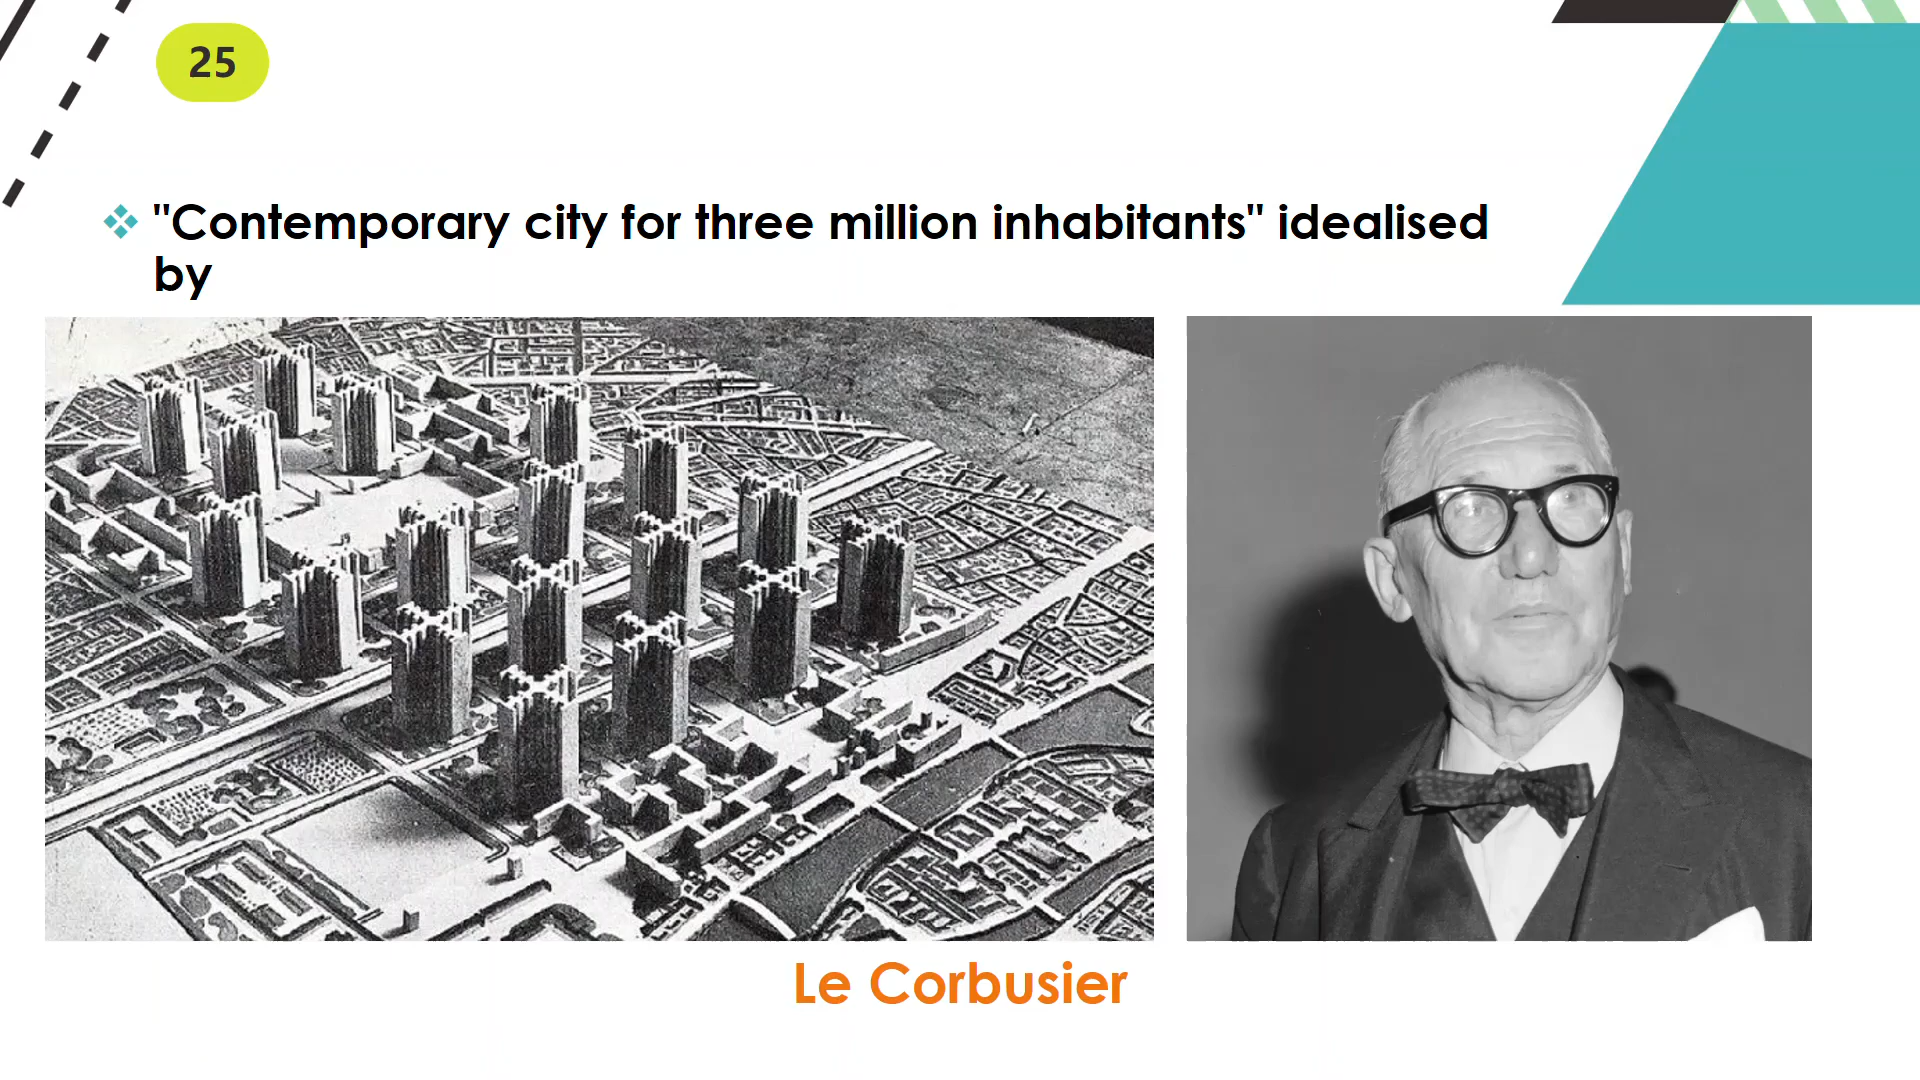 25
"Contemporary city for three million inhabitants" idealised
by
Le Corbusier